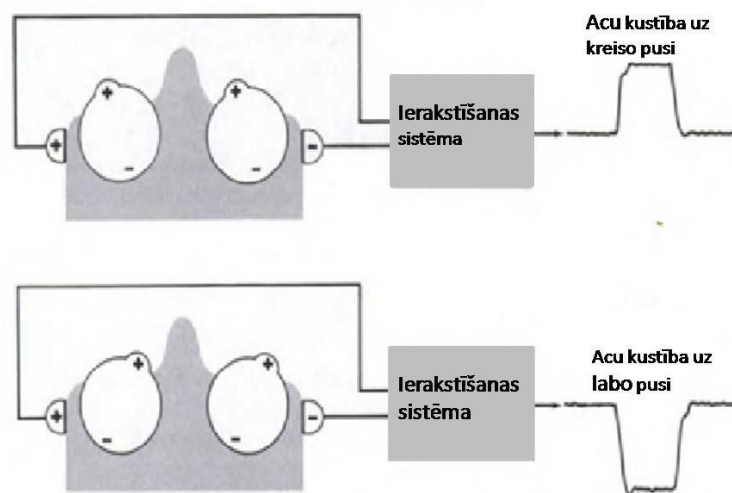 Acu kustība uz
kreiso pusi
+ +
Ierakstīšanas
sistēma
+ - - -
+ +
Ierakstīšanas
sistēma
Acu kustība uz
labo pusi
+ - - -